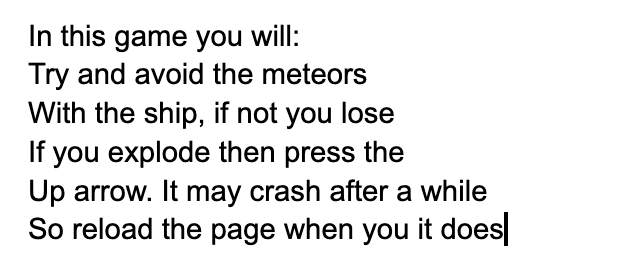 In this game you will:
Try and avoid the meteors
With the ship, if not you lose
If you explode then press the
Up arrow. It may crash after a while
So reload the page when you it does